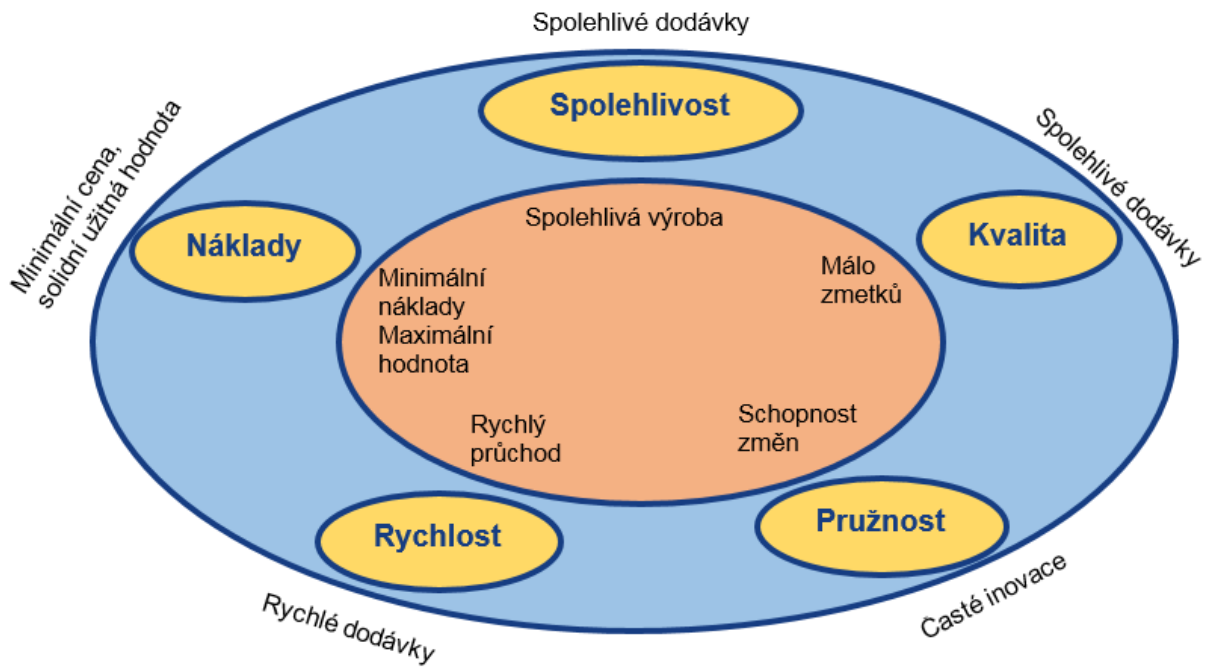 Spolehlivé dodávky
Spolehlivost
Minimální cena,
solidní užitná hodnota
Spolehlivé dodávky
Náklady
Kvalita
Spolehlivá výroba
Minimální
náklady
Maximální
hodnota
Málo
zmetků
Rychlý
průchod
Schopnost
změn
Rychlost
Pružnost
Rychlé dodávky
Časté inovace